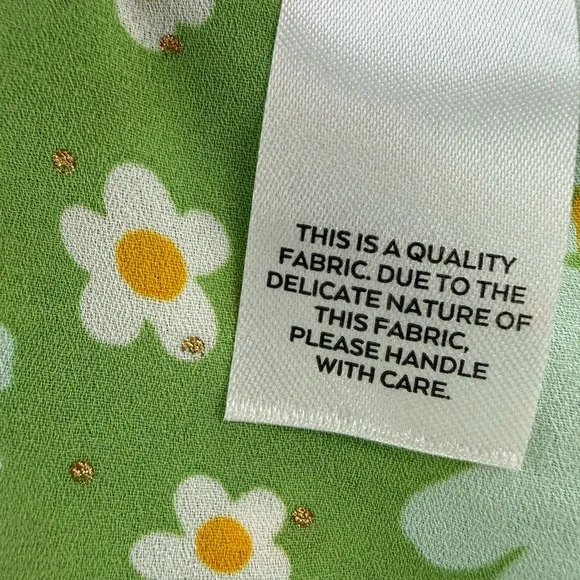 THIS IS A QUALITY
FABRIC. DUE TO THE
DELICATE NATURE OF
THIS FABRIC,
PLEASE HANDLE
WITH CARE.